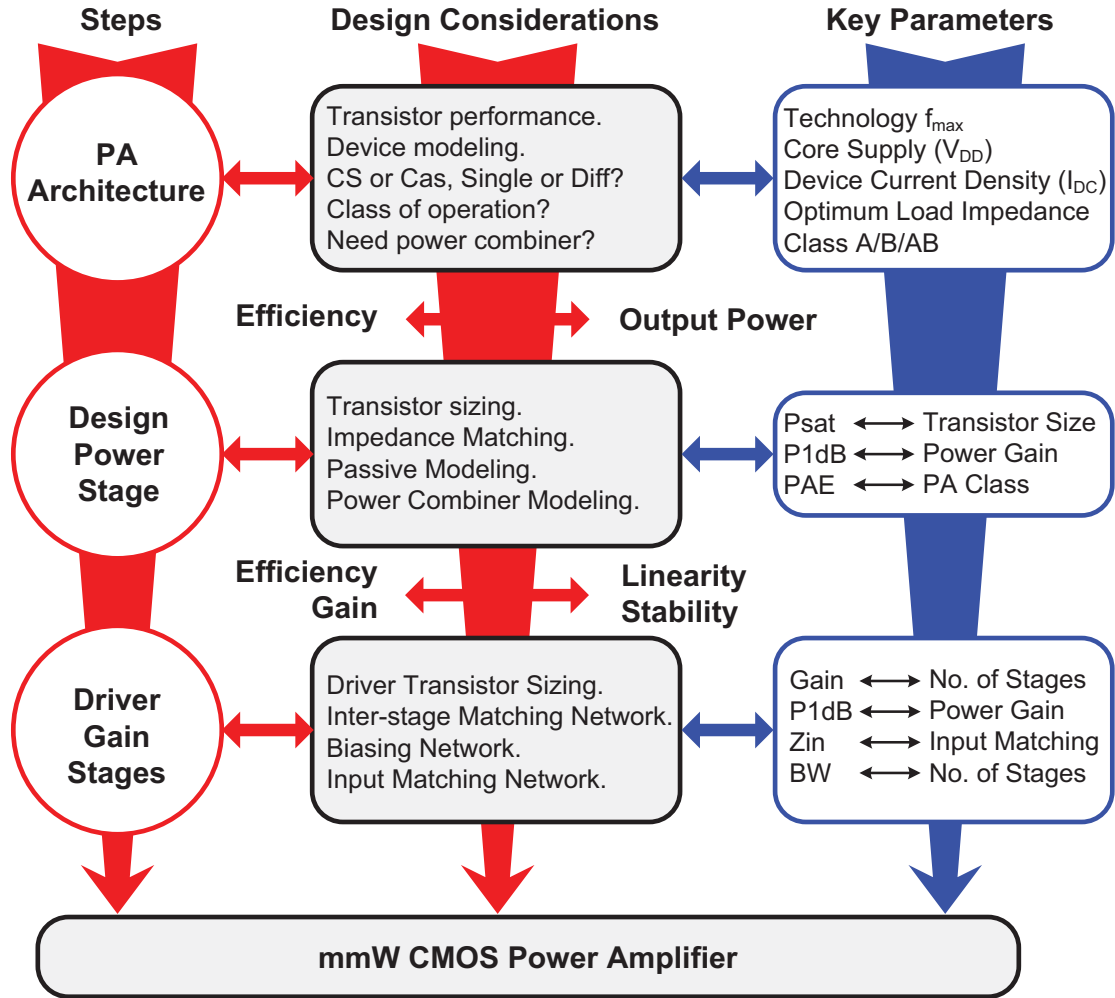 Steps
Design Considerations
Key Parameters
PA
Architecture
Transistor performance.
Device modeling.
CS or Cas, Single or Diff?
Class of operation?
Need power combiner?
Technology fmax
Core Supply (VDD)
Device Current Density (IDC)
Optimum Load Impedance
Class A/B/AB
Efficiency
Output Power
Design
Power
Stage
Transistor sizing.
Impedance Matching.
Passive Modeling.
Power Combiner Modeling.
Psat Transistor Size
P1dB Power Gain
PAE PA Class
Efficiency
Gain
Linearity
Stability
Driver
Gain
Stages
Driver Transistor Sizing.
Inter-stage Matching Network.
Biasing Network.
Input Matching Network.
Gain No. of Stages
P1dB Power Gain
Zin Input Matching
BW No. of Stages
mmW CMOS Power Amplifier